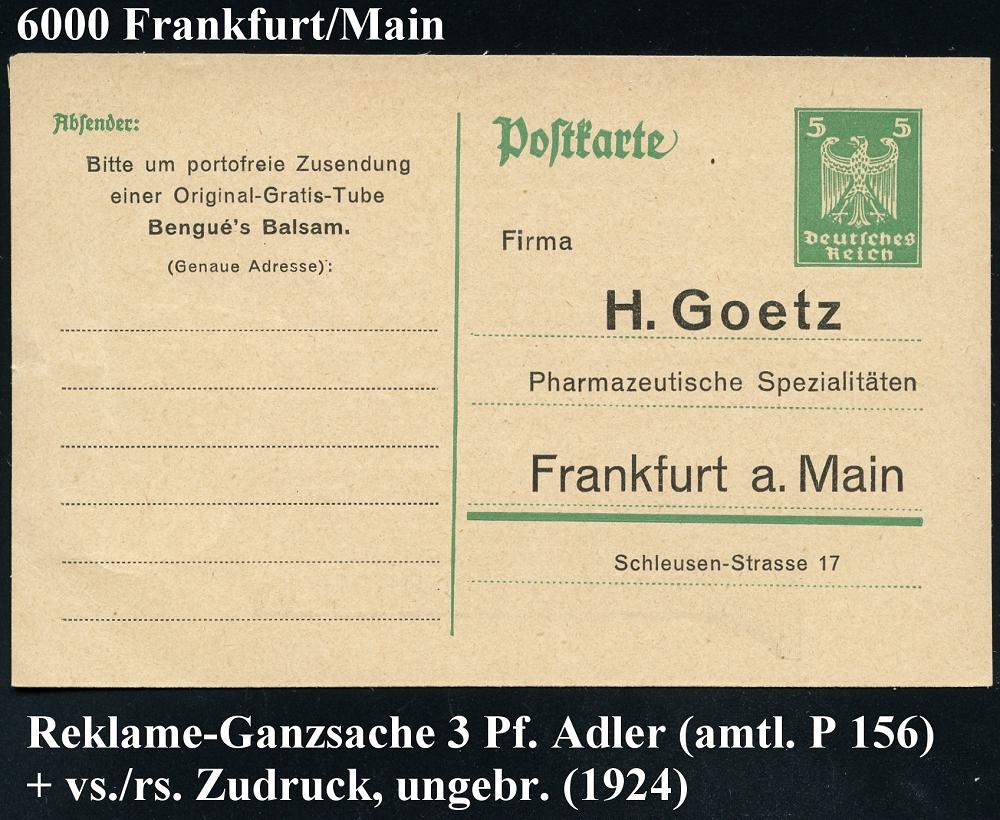 6000 Frankfurt/Main
Absender:
Bitte um portofreie Zusendung
einer Original-Gratis-Tube
Bengué's Balsam.
(Genaue Adresse):
Postkarte
5 5
Deutsches
Reich
Firma
H. Goetz
Pharmazeutische Spezialitäten
Frankfurt a. Main
Schleusen-Strasse 17
Reklame-Ganzsache 3 Pf. Adler (amtl. P 156)
+ vs./rs. Zudruck, ungebr. (1924)